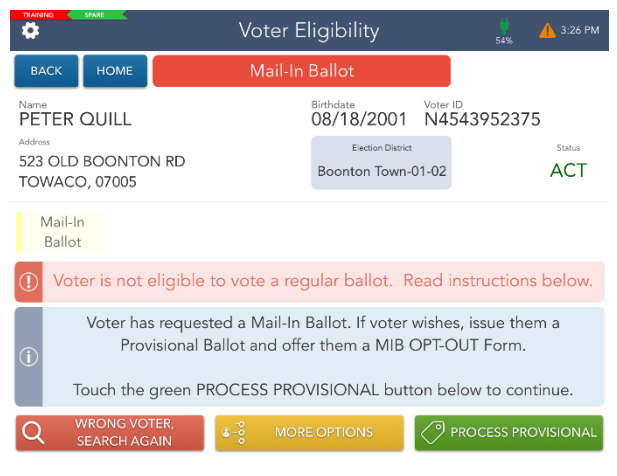 TRAINING
SPARE
Voter Eligibility
54%
3:26 PM
BACK
HOME
Mail-In Ballot
Name
PETER QUILL
Birthdate
08/18/2001
Voter ID
N4543952375
Address
523 OLD BOONTON RD
TOWACO, 07005
Election District
Boonton Town-01-02
Status
ACT
Mail-In
Ballot
Voter is not eligible to vote a regular ballot. Read instructions below.
Voter has requested a Mail-In Ballot. If voter wishes, issue them a
Provisional Ballot and offer them a MIB OPT-OUT Form.
Touch the green PROCESS PROVISIONAL button below to continue.
WRONG VOTER,
SEARCH AGAIN
MORE OPTIONS
PROCESS PROVISIONAL